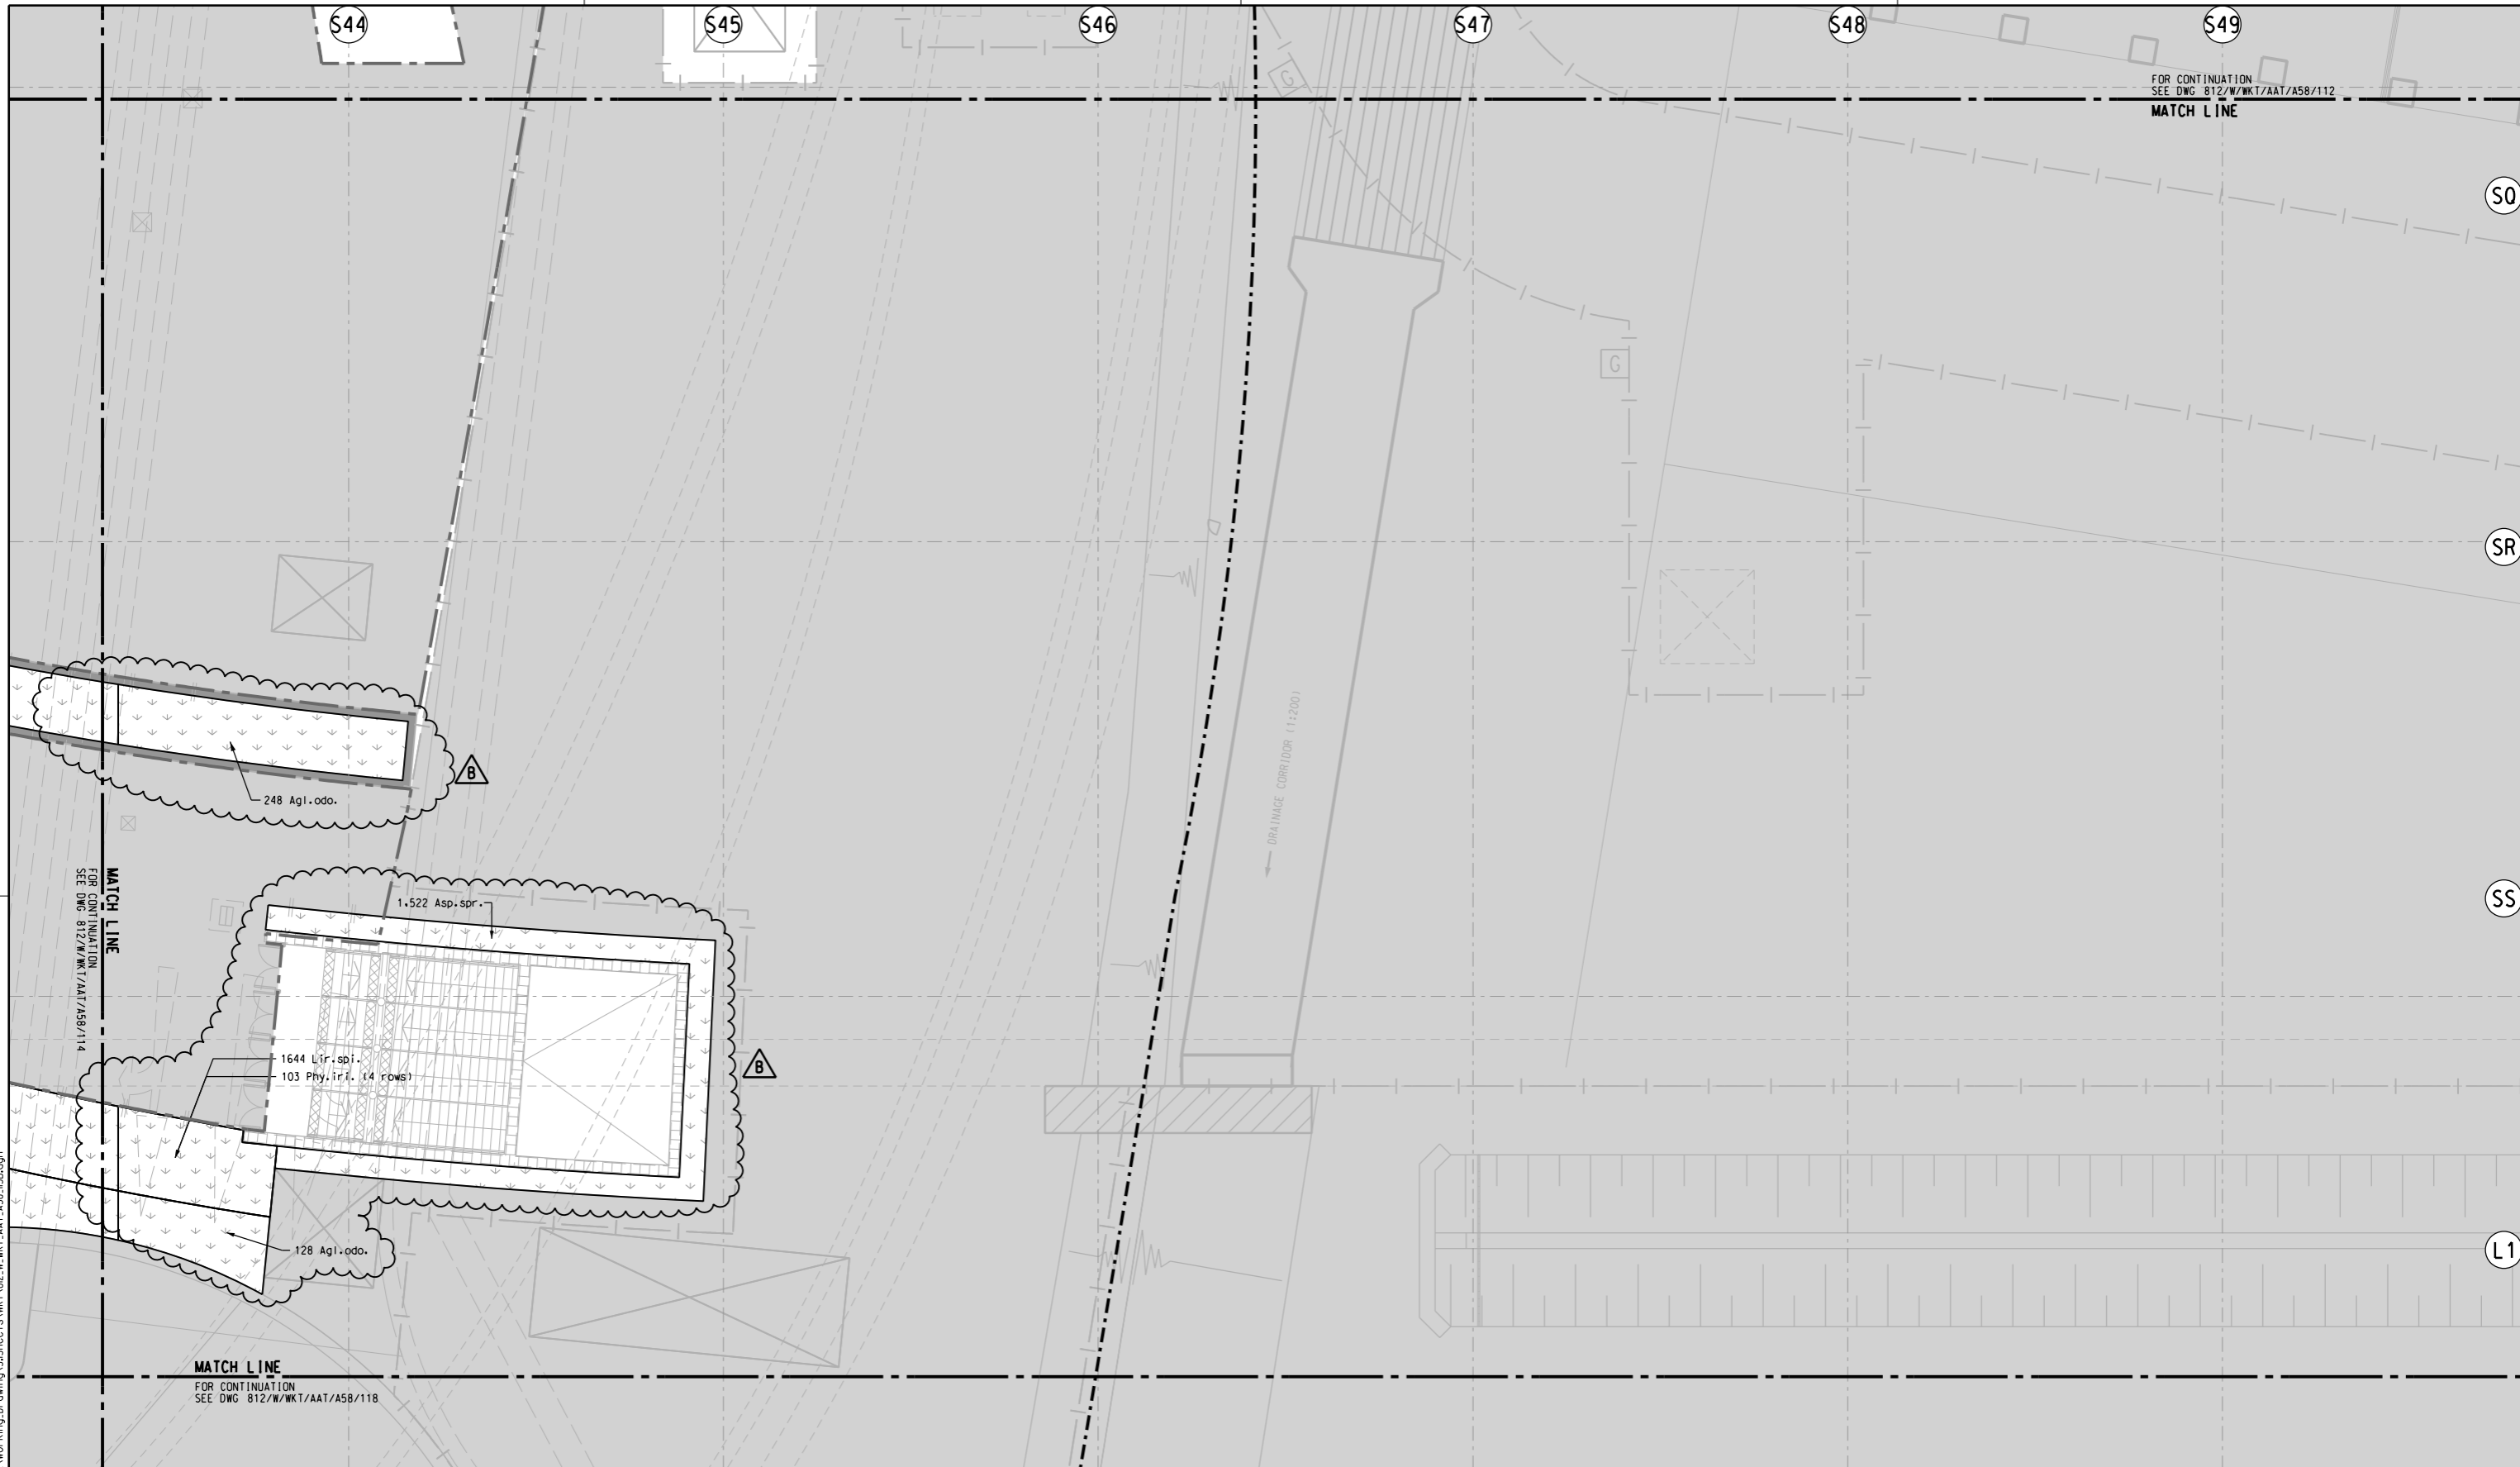 S44
S45
S46
S47
S48
S49
FOR CONTINUATION
SEE DWG 812/W/WKT/AAT/A58/112
MATCH LINE
G
SQ
G
SR
248 Agl.odo.
B
DRAINAGE CORRIDOR (1:200)
MATCH LINE
FOR CONTINUATION
SEE DWG 812/W/WKT/AAT/A58/114
1.522 Asp.spr.
SS
1644 Lir.spi.
103 Phy.iri. (4 rows)
B
128 Agl.odo.
L1
MATCH LINE
FOR CONTINUATION
SEE DWG 812/W/WKT/AAT/A58/118